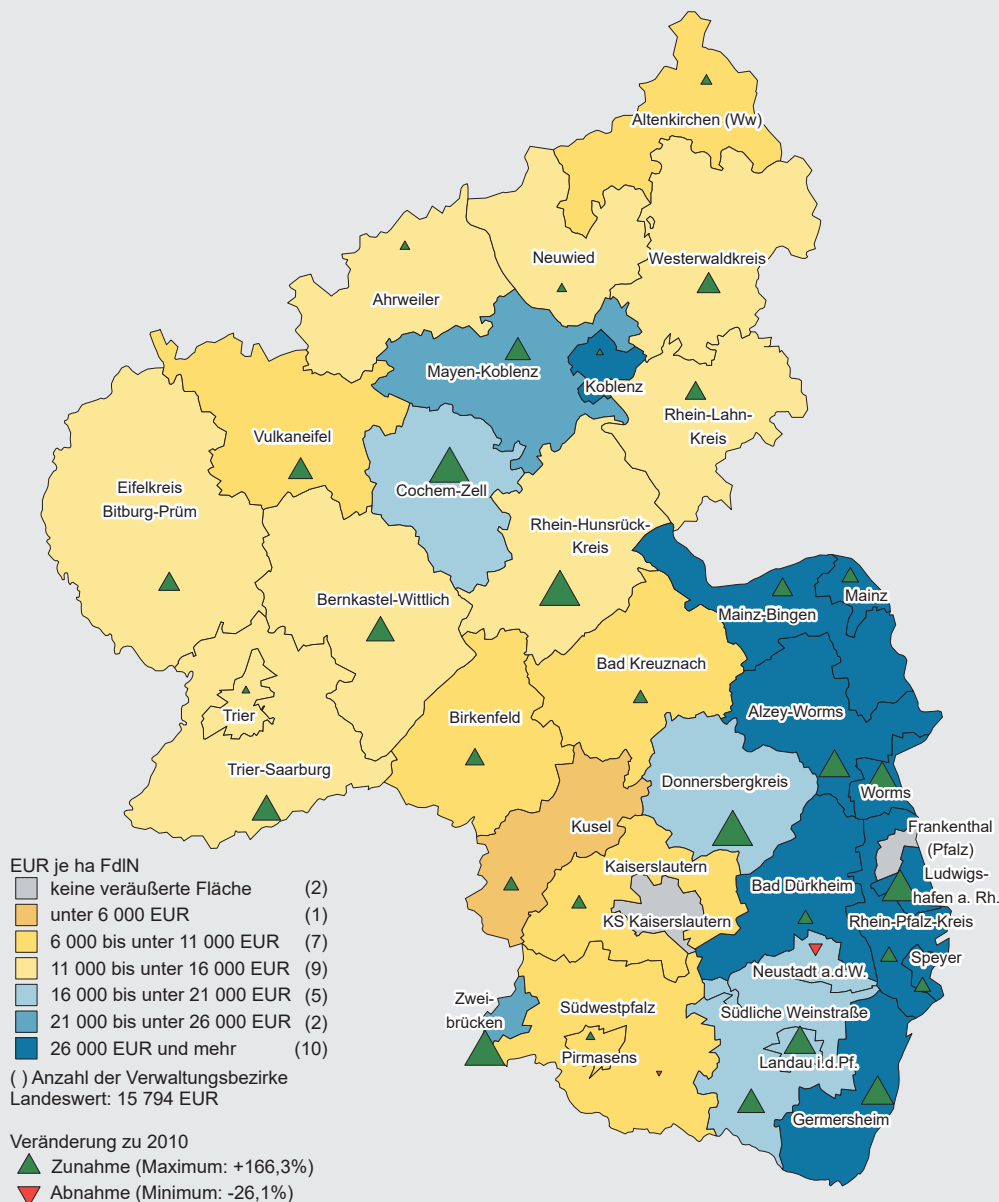 Altenkirchen (Ww)
Neuwied
Westerwaldkreis
Ahrweiler
Mayen-Koblenz
Koblenz
Rhein-Lahn-
Kreis
Vulkaneifel
Cochem-Zell
Eifelkreis
Bitburg-Prüm
Rhein-Hunsrück-
Kreis
Bernkastel-Wittlich
Mainz
Mainz-Bingen
Bad Kreuznach
Trier
Birkenfeld
Alzey-Worms
Trier-Saarburg
Donnersbergkreis
Worms
Kusel
Frankenthal
(Pfalz)
Kaiserslautern
Ludwigs-
hafen a. Rh.
Bad Dürkheim
KS Kaiserslautern
Rhein-Pfalz-Kreis
Speyer
Neustadt a.d.W.
Zwei-
brücken
Südwestpfalz
Südliche Weinstraße
Pirmasens
Landau i.d.Pf.
Germersheim
EUR je ha FdlN
keine veräußerte Fläche (2)
unter 6 000 EUR (1)
6 000 bis unter 11 000 EUR (7)
11 000 bis unter 16 000 EUR (9)
16 000 bis unter 21 000 EUR (5)
21 000 bis unter 26 000 EUR (2)
26 000 EUR und mehr (10)
( ) Anzahl der Verwaltungsbezirke
Landeswert: 15 794 EUR
Veränderung zu 2010
Zunahme (Maximum: +166,3%)
Abnahme (Minimum: -26,1%)